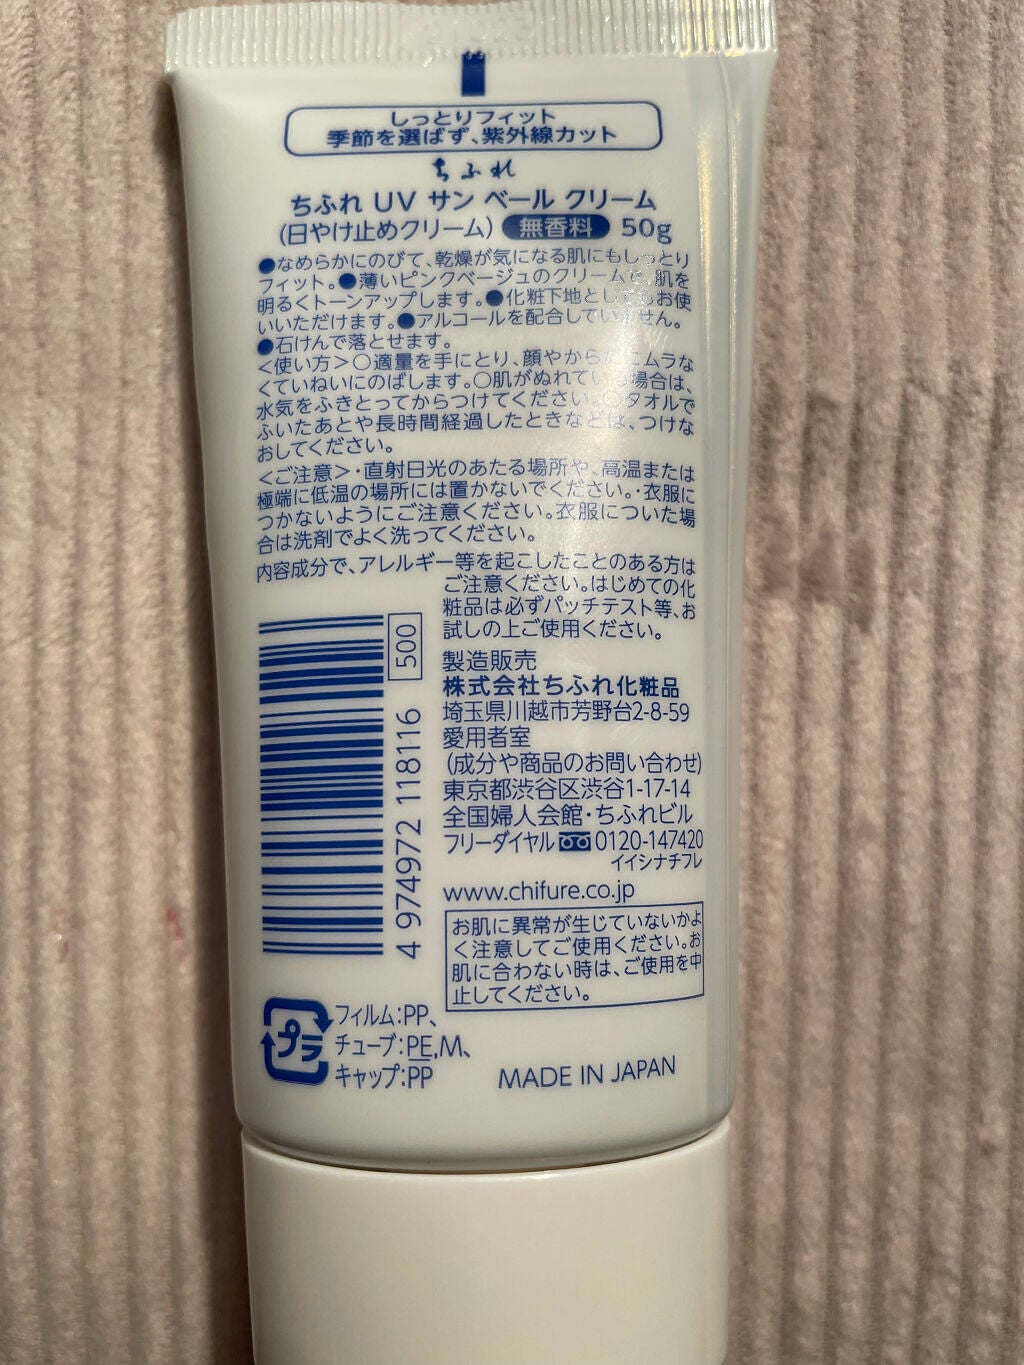 しっとりフィット
季節を選ばず、紫外線カット
ちふれ
ちふれ UV サン ベール クリーム
(日やけ止めクリーム) 無香料 50g
●なめらかにのびて、乾燥が気になる肌にもしっとり
フィット。●薄いピンクベージュのクリームで、肌を
明るくトーンアップします。●化粧下地としてもお使
いいただけます。●アルコールを配合していません。
●石けんで落とせます。
<使い方>○適量を手にとり、顔やからだにムラな
くていねいにのばします。○肌がぬれている場合は、
水気をふきとってからつけてください。○タオルで
ふいたあとや長時間経過したときなどは、つけな
おしてください。
<ご注意>・直射日光のあたる場所や、高温または
極端に低温の場所には置かないでください。・衣服に
つかないようにご注意ください。衣服についた場
合は洗剤でよく洗ってください。
内容成分で、アレルギー等を起こしたことのある方は
ご注意ください。はじめての化
粧品は必ずパッチテスト等、お
試しの上ご使用ください。
500
4 974972 118116
製造販売
株式会社ちふれ化粧品
埼玉県川越市芳野台2-8-59
愛用者室
(成分や商品のお問い合わせ)
東京都渋谷区渋谷1-17-14
全国婦人会館・ちふれビル
フリーダイヤル 0120-147420
イイシナチフレ
www.chifure.co.jp
お肌に異常が生じていないかよ
く注意してご使用ください。お
肌に合わない時は、ご使用を中
止してください。
プラ
フィルム:PP、
チューブ:PE,M、
キャップ:PP
MADE IN JAPAN